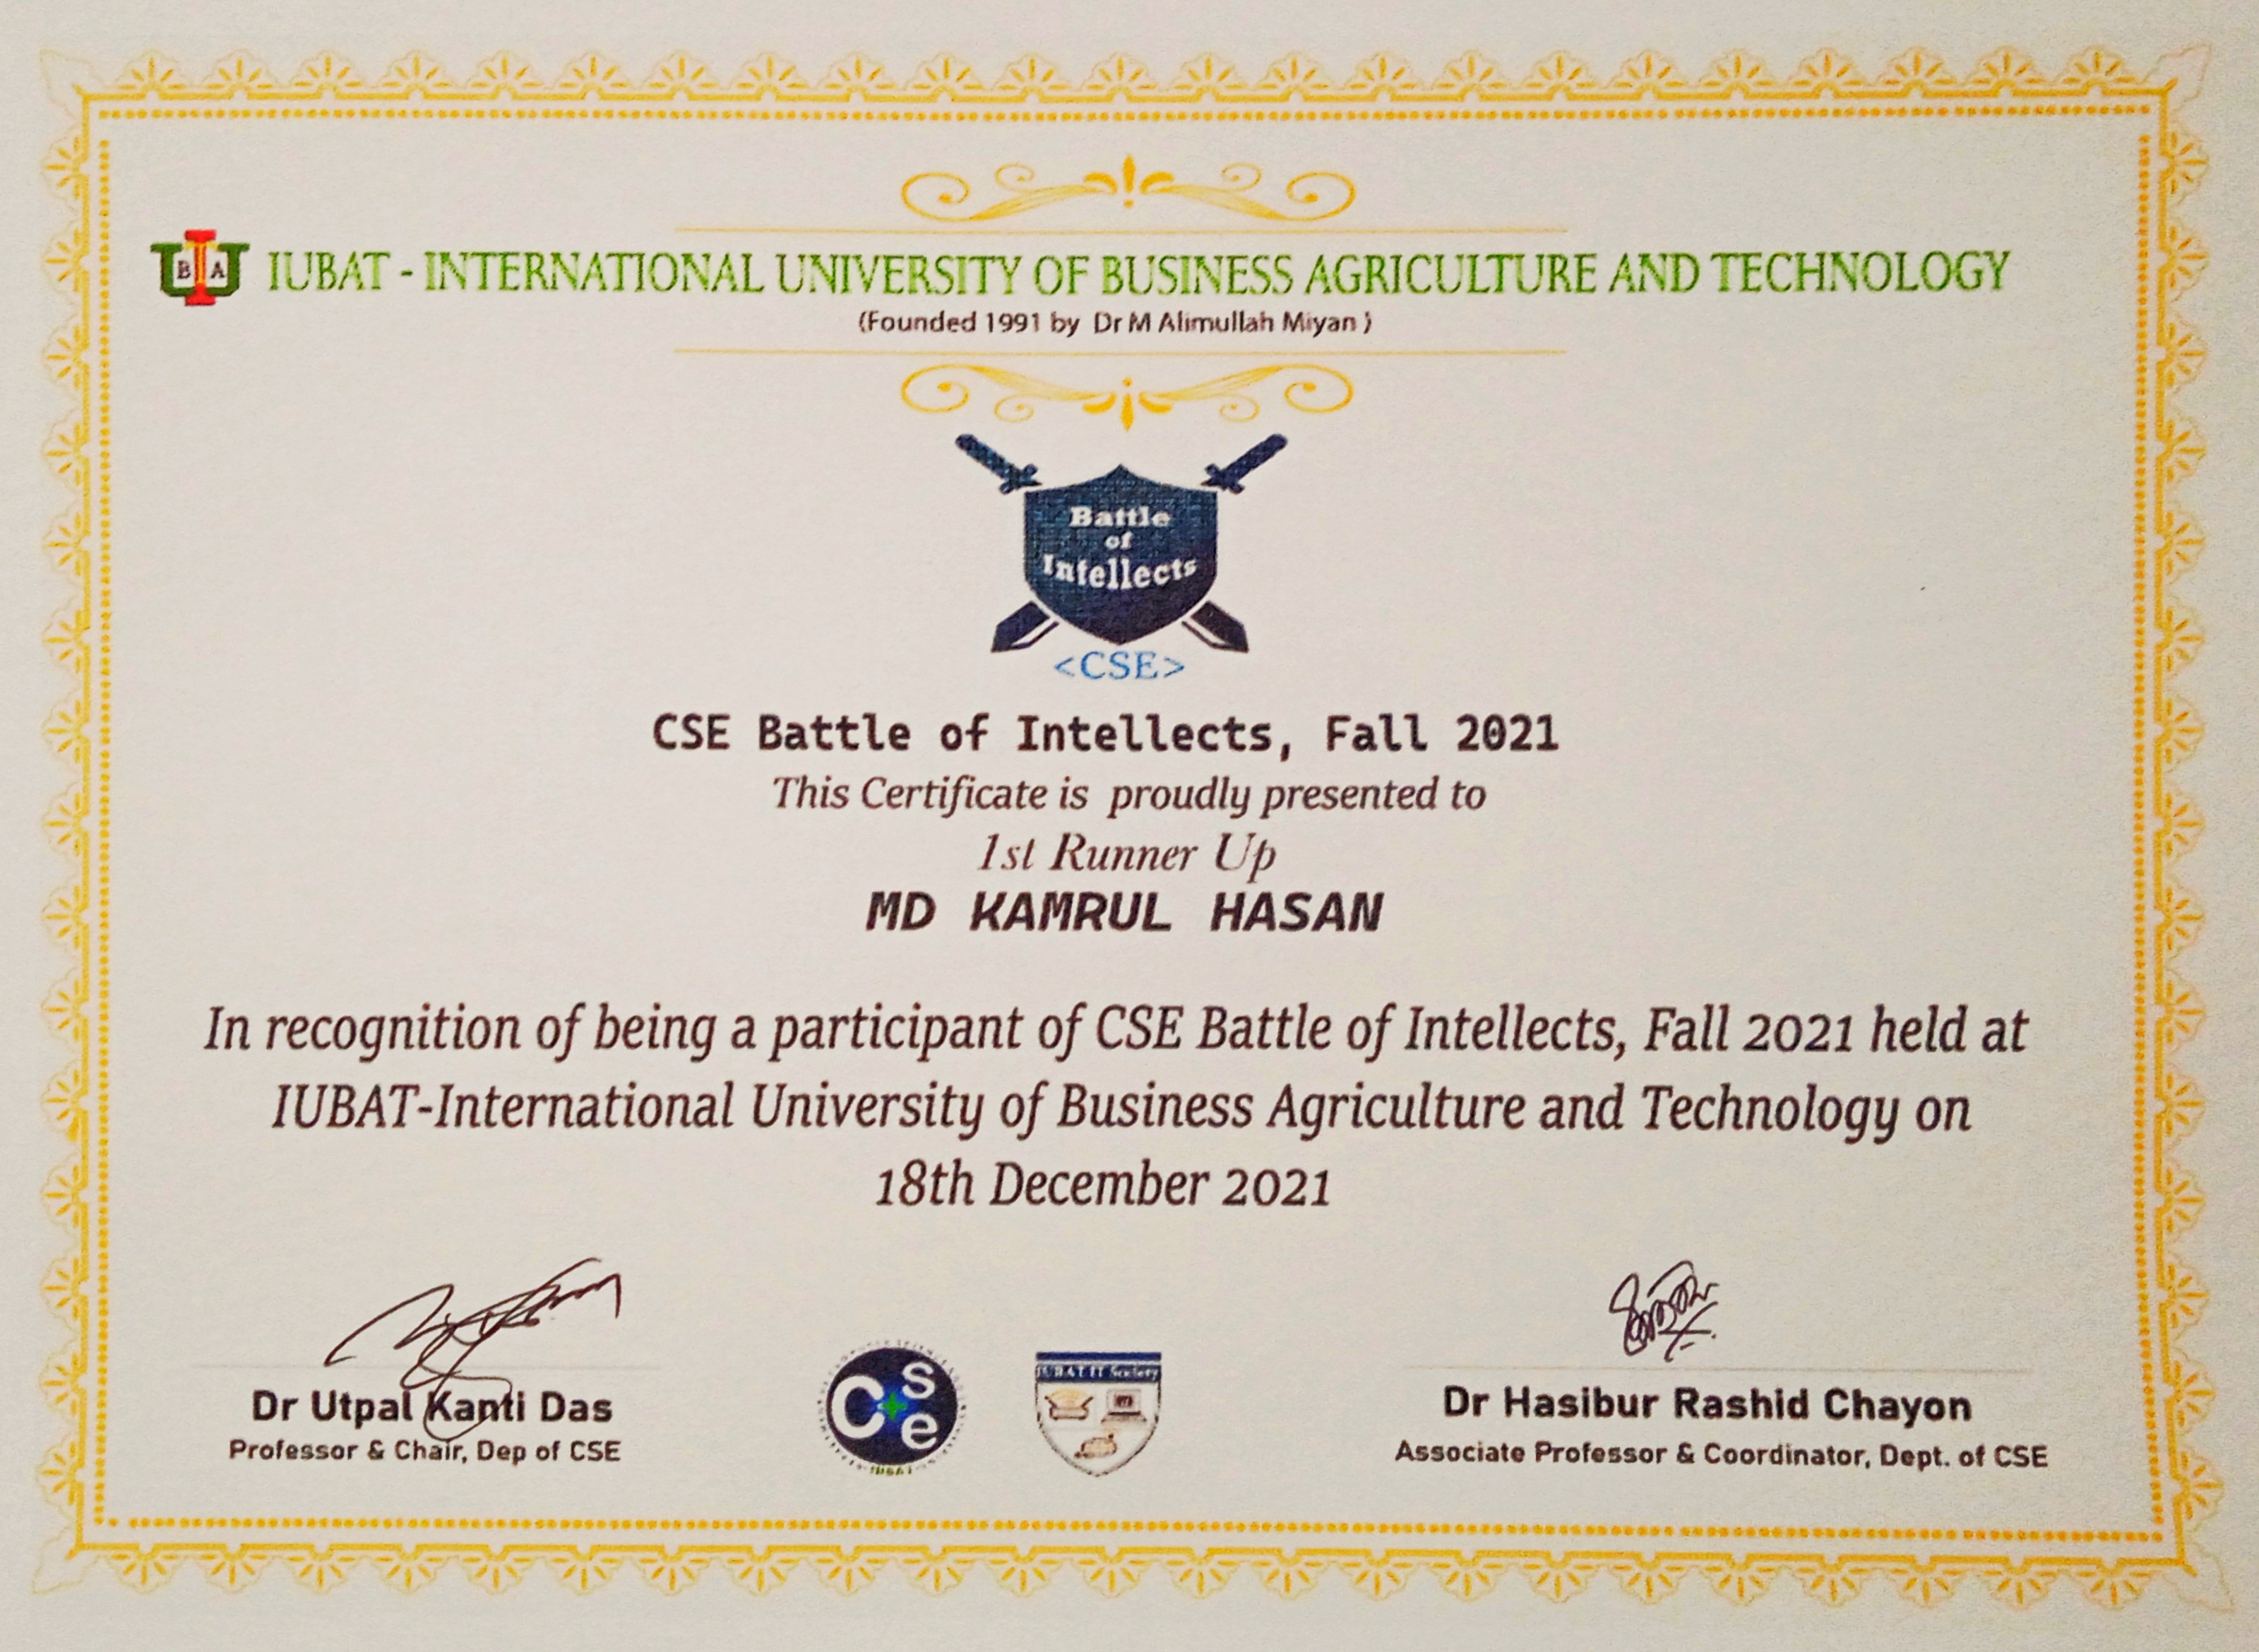 B I A
IUBAT - INTERNATIONAL UNIVERSITY OF BUSINESS AGRICULTURE AND TECHNOLOGY
(Founded 1991 by Dr M Alimullah Miyan )
Battle
of
Intellects
<CSE>
CSE Battle of Intellects, Fall 2021
This Certificate is proudly presented to
1st Runner Up
MD KAMRUL HASAN
In recognition of being a participant of CSE Battle of Intellects, Fall 2021 held at
IUBAT-International University of Business Agriculture and Technology on
18th December 2021
Dr Utpal Kanti Das
Professor & Chair, Dep of CSE
Cse
IUBAT
IUBAT IT Society
Dr Hasibur Rashid Chayon
Associate Professor & Coordinator, Dept. of CSE